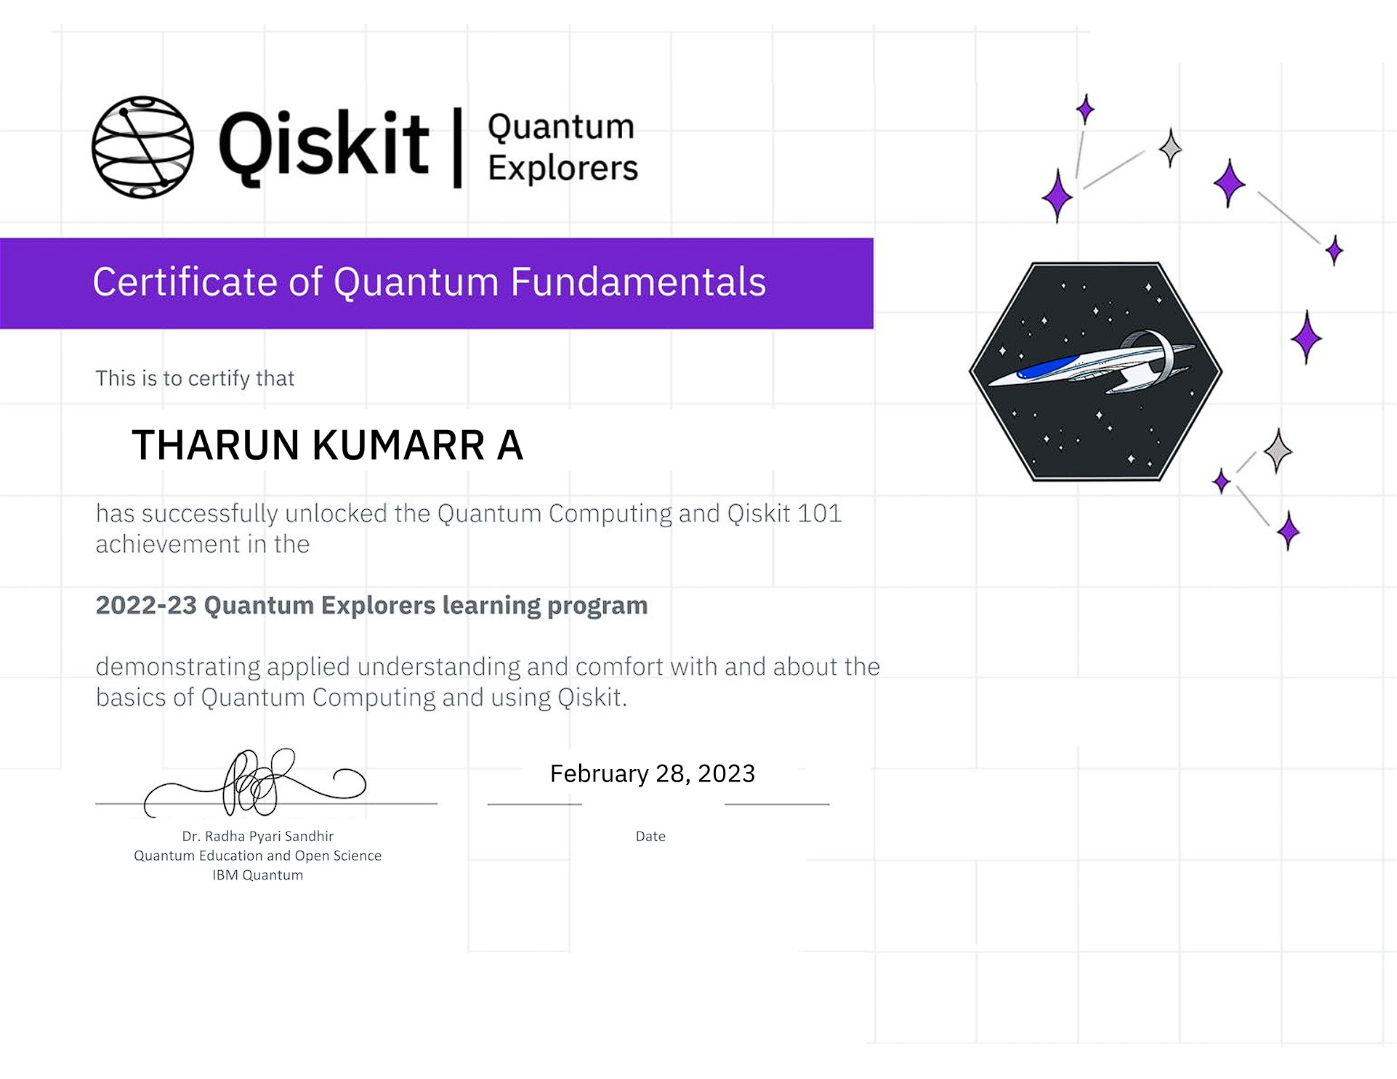 Qiskit | Quantum
Explorers
Certificate of Quantum Fundamentals
This is to certify that
THARUN KUMARR A
has successfully unlocked the Quantum Computing and Qiskit 101
achievement in the
2022-23 Quantum Explorers learning program
demonstrating applied understanding and comfort with and about the
basics of Quantum Computing and using Qiskit.
February 28, 2023
Dr. Radha Pyari Sandhir
Quantum Education and Open Science
IBM Quantum
Date